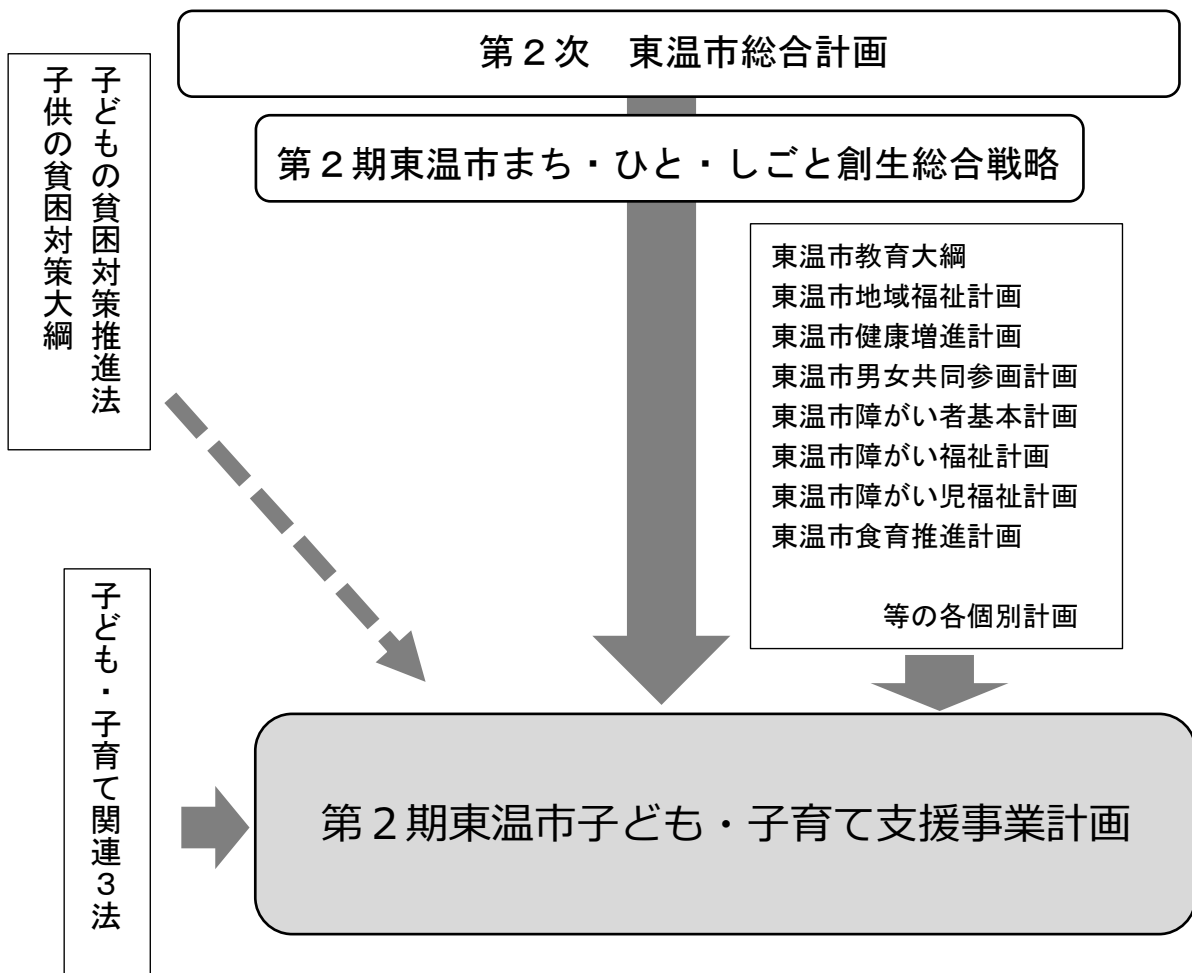 第２次　東温市総合計画
第２期東温市まち・ひと・しごと創生総合戦略
子どもの貧困対策推進法
子供の貧困対策大綱
東温市教育大綱
東温市地域福祉計画
東温市健康増進計画
東温市男女共同参画計画
東温市障がい者基本計画
東温市障がい福祉計画
東温市障がい児福祉計画
東温市食育推進計画
等の各個別計画
子ども・子育て関連３法
第２期東温市子ども・子育て支援事業計画